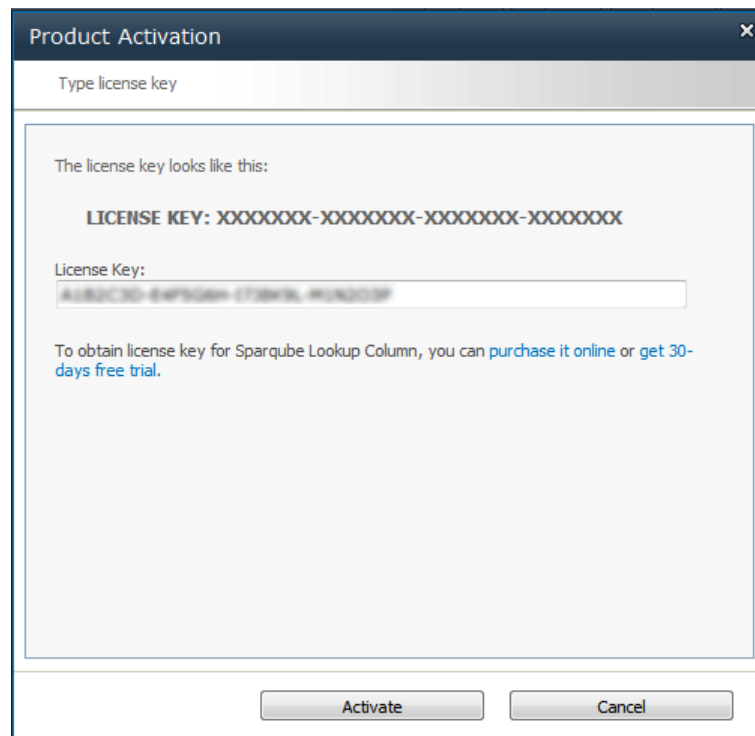 Product Activation
Type license key
The license key looks like this:
LICENSE KEY: XXXXXXX-XXXXXXX-XXXXXXX-XXXXXXX
License Key:
To obtain license key for Sparqube Lookup Column, you can purchase it online or get 30-
days free trial.
Activate
Cancel